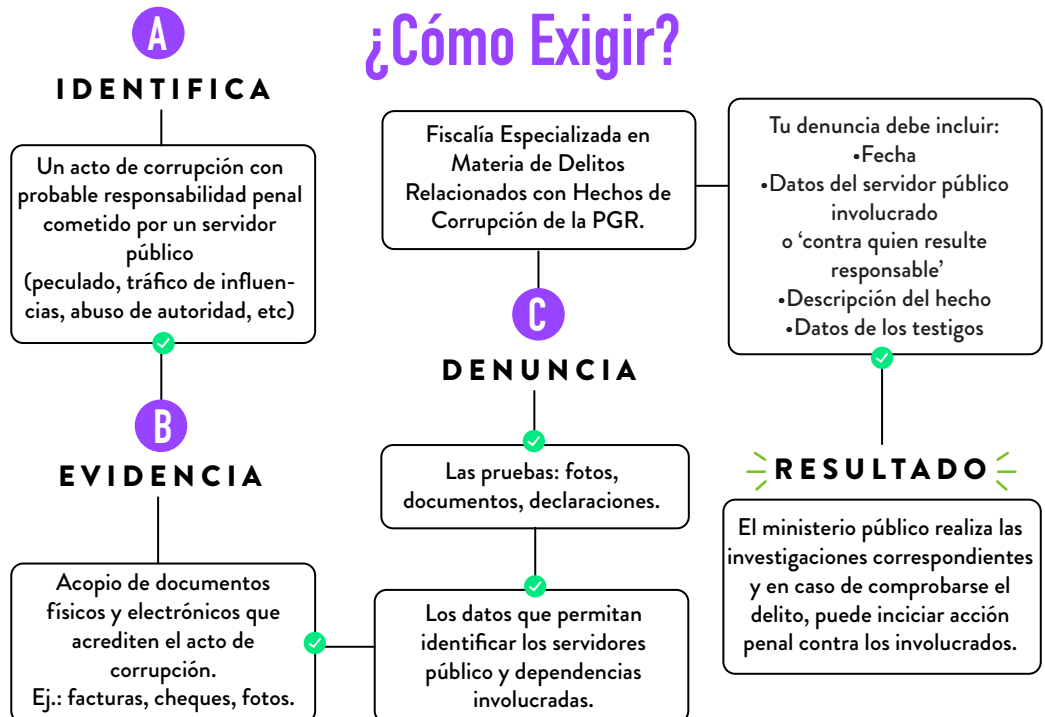 ¿Cómo Exigir?
A
IDENTIFICA
Un acto de corrupción con
probable responsabilidad penal
cometido por un servidor
público
(peculado, tráfico de influen-
cias, abuso de autoridad, etc)
B
EVIDENCIA
Acopio de documentos
físicos y electrónicos que
acrediten el acto de
corrupción.
Ej.: facturas, cheques, fotos.
Los datos que permitan
identificar los servidores
público y dependencias
involucradas.
Las pruebas: fotos,
documentos, declaraciones.
C
DENUNCIA
Fiscalía Especializada en
Materia de Delitos
Relacionados con Hechos de
Corrupción de la PGR.
Tu denuncia debe incluir:
•Fecha
•Datos del servidor público
involucrado
o ‘contra quien resulte
responsable’
•Descripción del hecho
•Datos de los testigos
RESULTADO
El ministerio público realiza las
investigaciones correspondientes
y en caso de comprobarse el
delito, puede inciciar acción
penal contra los involucrados.